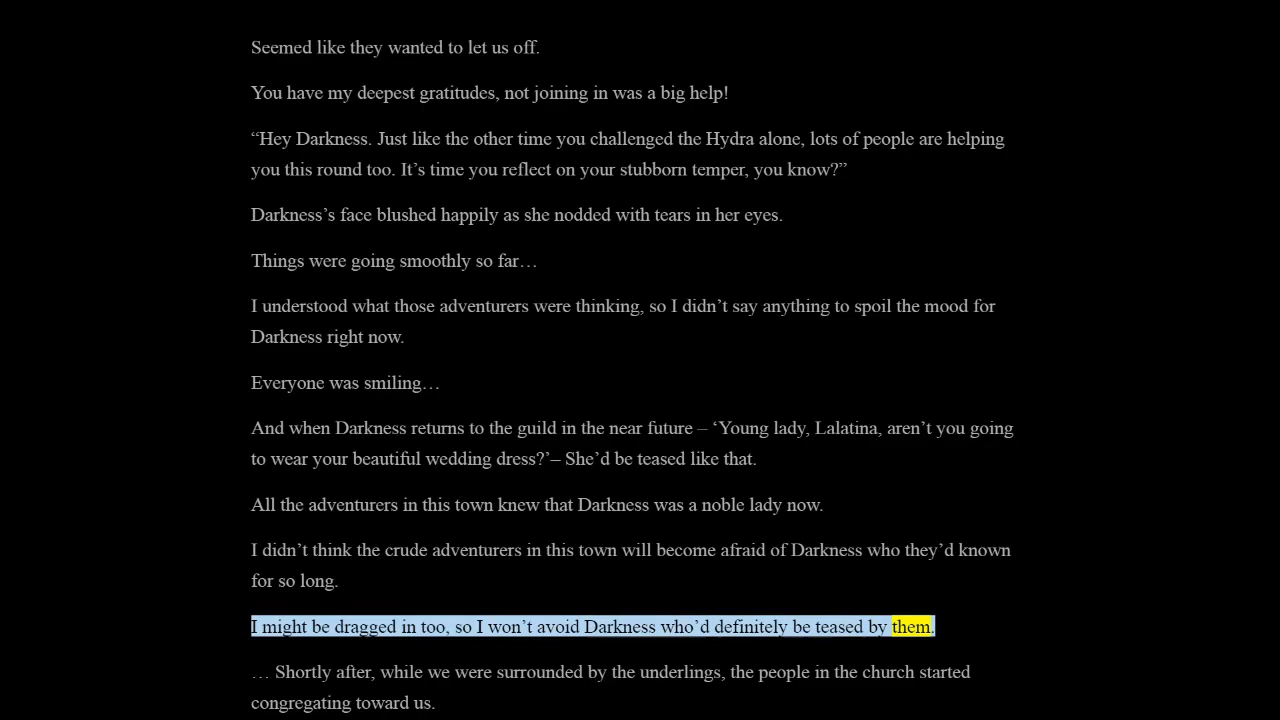 Seemed like they wanted to let us off.
You have my deepest gratitudes, not joining in was a big help!
“Hey Darkness. Just like the other time you challenged the Hydra alone, lots of people are helping
you this round too. It’s time you reflect on your stubborn temper, you know?”
Darkness’s face blushed happily as she nodded with tears in her eyes.
Things were going smoothly so far…
I understood what those adventurers were thinking, so I didn’t say anything to spoil the mood for
Darkness right now.
Everyone was smiling…
And when Darkness returns to the guild in the near future – ‘Young lady, Lalatina, aren’t you going
to wear your beautiful wedding dress?’– She’d be teased like that.
All the adventurers in this town knew that Darkness was a noble lady now.
I didn’t think the crude adventurers in this town will become afraid of Darkness who they’d known
for so long.
I might be dragged in too, so I won’t avoid Darkness who’d definitely be teased by them.
… Shortly after, while we were surrounded by the underlings, the people in the church started
congregating toward us.